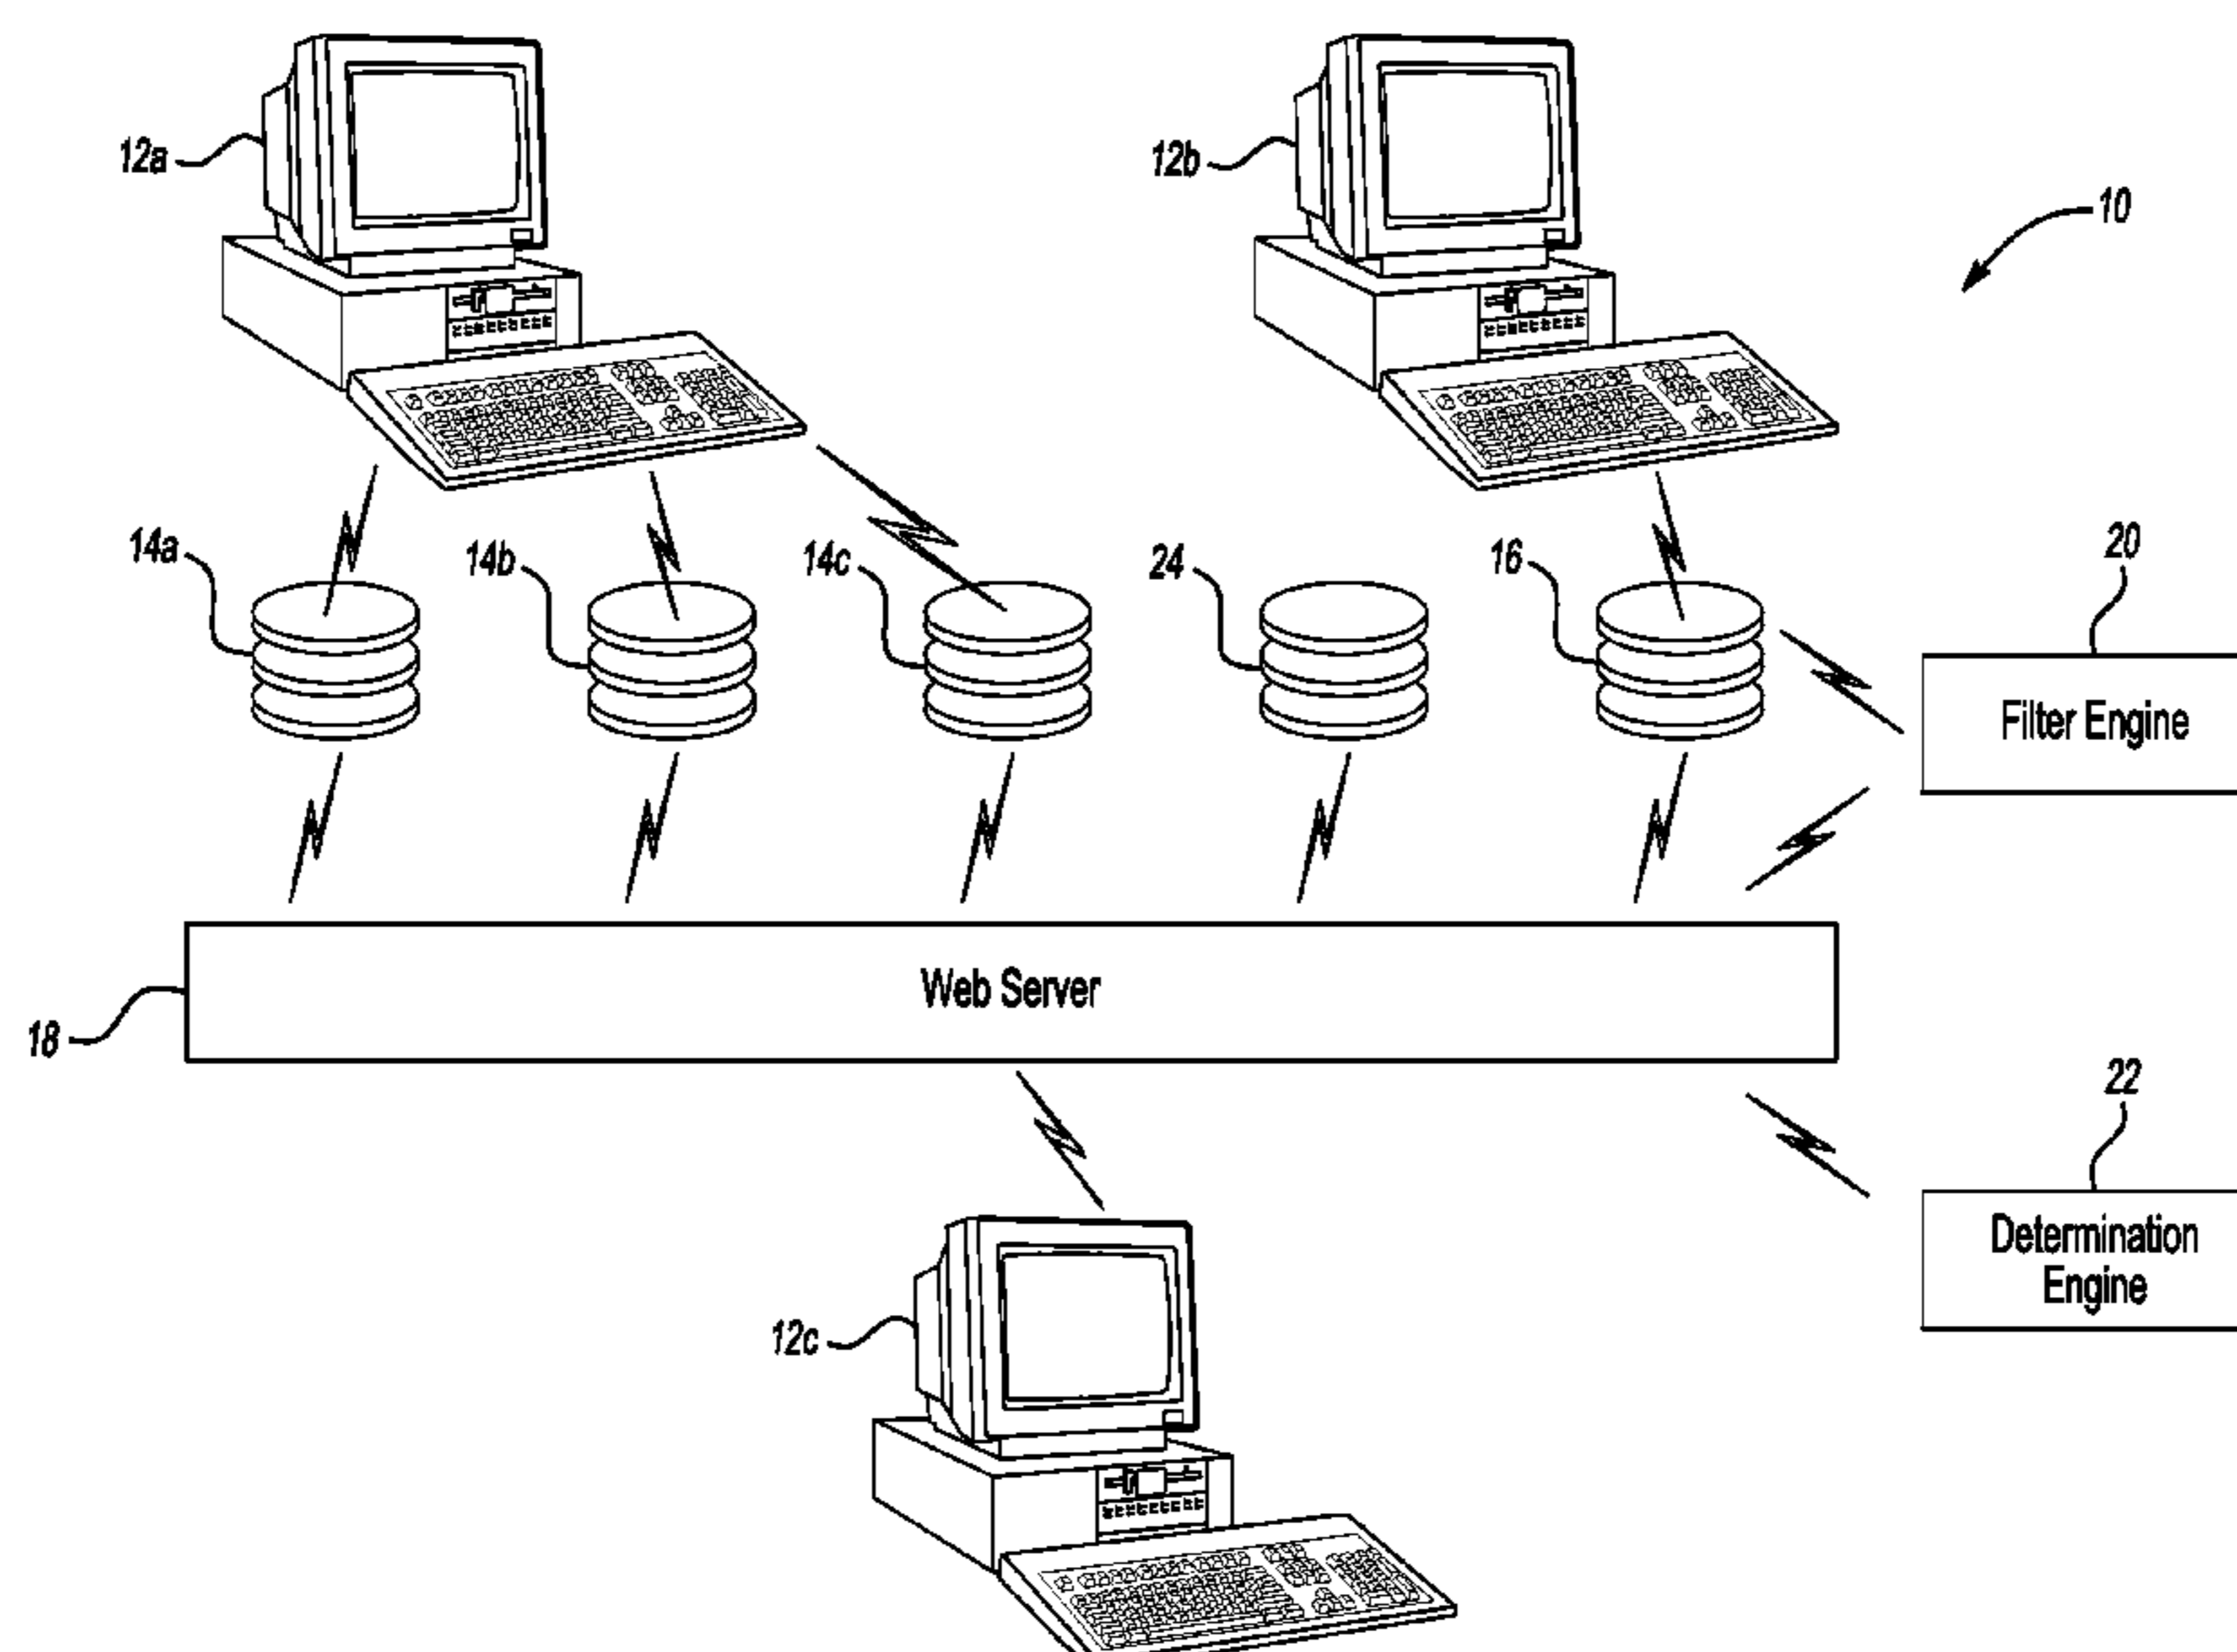 12a
12b
10
14a
14b
14c
24
16
20
Filter Engine
Web Server
18
22
Determination
Engine
12c